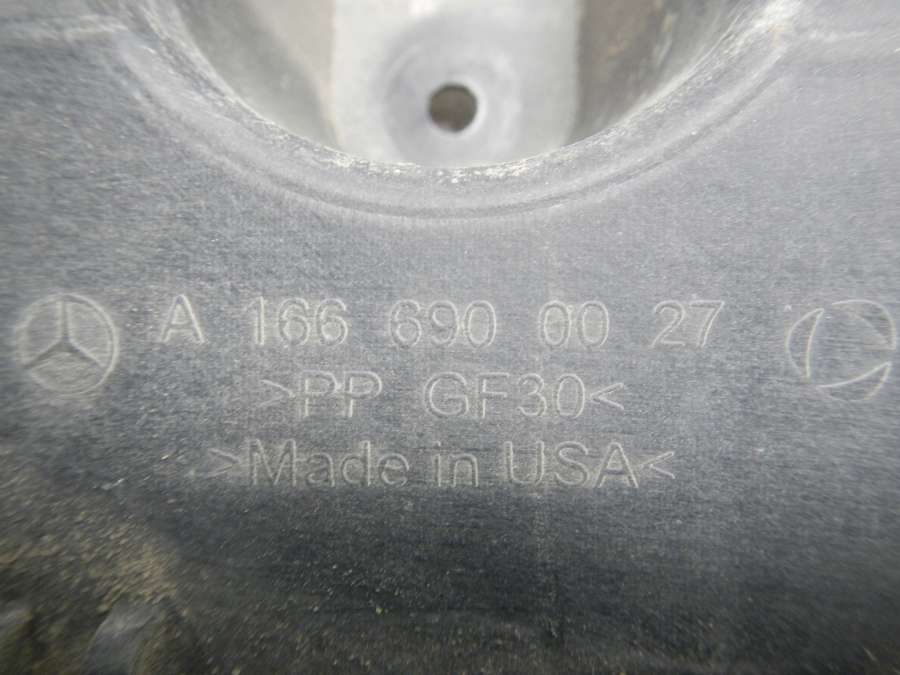 A 166 690 00 27
>PP GF30<
>Made in USA<